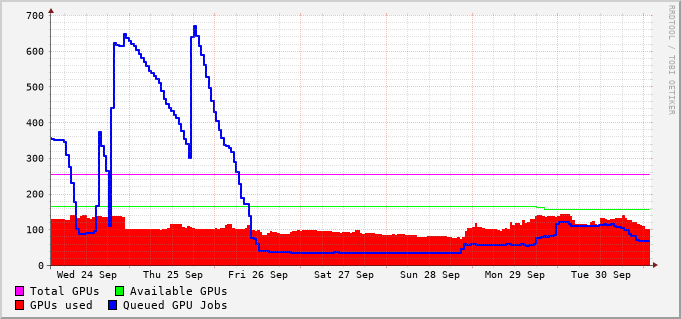 700
600
500
400
300
200
100
0
Wed 24 Sep Thu 25 Sep Fri 26 Sep Sat 27 Sep Sun 28 Sep Mon 29 Sep Tue 30 Sep
Total GPUs Available GPUs
GPUs used Queued GPU Jobs
RRDTOOL / TOBI OETIKER